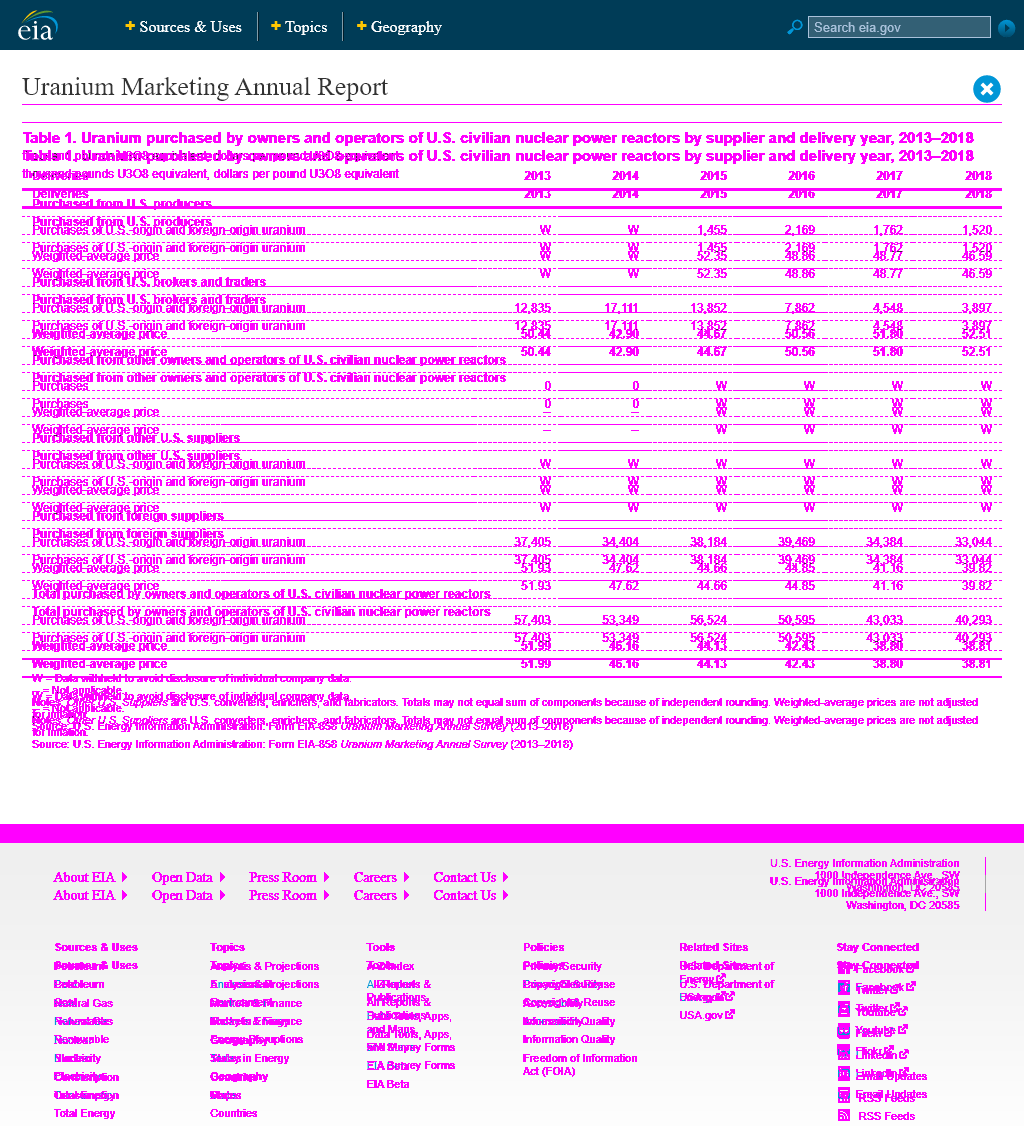 eia
Sources & Uses
Topics
Geography
Search eia.gov
Uranium Marketing Annual Report
Table 1. Uranium purchased by owners and operators of U.S. civilian nuclear power reactors by supplier and delivery year, 2013–2018
thousand pounds U3O8 equivalent, dollars per pound U3O8 equivalent
Deliveries 2013 2014 2015 2016 2017 2018
Purchased from U.S. producers
Purchases of U.S.-origin and foreign-origin uranium W W 1,455 2,169 1,762 1,520
Weighted-average price W W 52.35 48.86 48.77 46.59
Purchased from U.S. brokers and traders
Purchases of U.S.-origin and foreign-origin uranium 12,835 17,111 13,852 7,862 4,548 3,897
Weighted-average price 50.44 42.90 44.67 50.56 51.80 52.51
Purchased from other owners and operators of U.S. civilian nuclear power reactors
Purchases 0 0 W W W W
Weighted-average price -- -- W W W W
Purchased from other U.S. suppliers
Purchases of U.S.-origin and foreign-origin uranium W W W W W W
Weighted-average price W W W W W W
Purchased from foreign suppliers
Purchases of U.S.-origin and foreign-origin uranium 37,405 34,404 38,184 39,469 34,384 33,044
Weighted-average price 51.93 47.62 44.66 44.85 41.16 39.82
Total purchased by owners and operators of U.S. civilian nuclear power reactors
Purchases of U.S.-origin and foreign-origin uranium 57,403 53,349 56,524 50,595 43,033 40,293
Weighted-average price 51.99 46.16 44.13 42.43 38.80 38.81
W = Data withheld to avoid disclosure of individual company data.
-- = Not applicable.
Notes: Other U.S. Suppliers are U.S. converters, enrichers, and fabricators. Totals may not equal sum of components because of independent rounding. Weighted-average prices are not adjusted
for inflation.
Source: U.S. Energy Information Administration: Form EIA-858 Uranium Marketing Annual Survey (2013–2018)
About EIA
Open Data
Press Room
Careers
Contact Us
U.S. Energy Information Administration
1000 Independence Ave., SW
Washington, DC 20585
Sources & Uses
Petroleum
Coal
Natural Gas
Renewable
Nuclear
Electricity
Consumption
Total Energy
Topics
Analysis & Projections
Markets & Finance
Today in Energy
Geography
States
Countries
Maps
Tools
A-Z Index
All Reports &
Publications
Data Tools, Apps,
and Maps
EIA Survey Forms
EIA Beta
Policies
Privacy/Security
Copyright & Reuse
Accessibility
Information Quality
Freedom of Information
Act (FOIA)
Related Sites
U.S. Department of
Energy
USA.gov
Stay Connected
Facebook
Twitter
Youtube
Flickr
LinkedIn
Email Updates
RSS Feeds